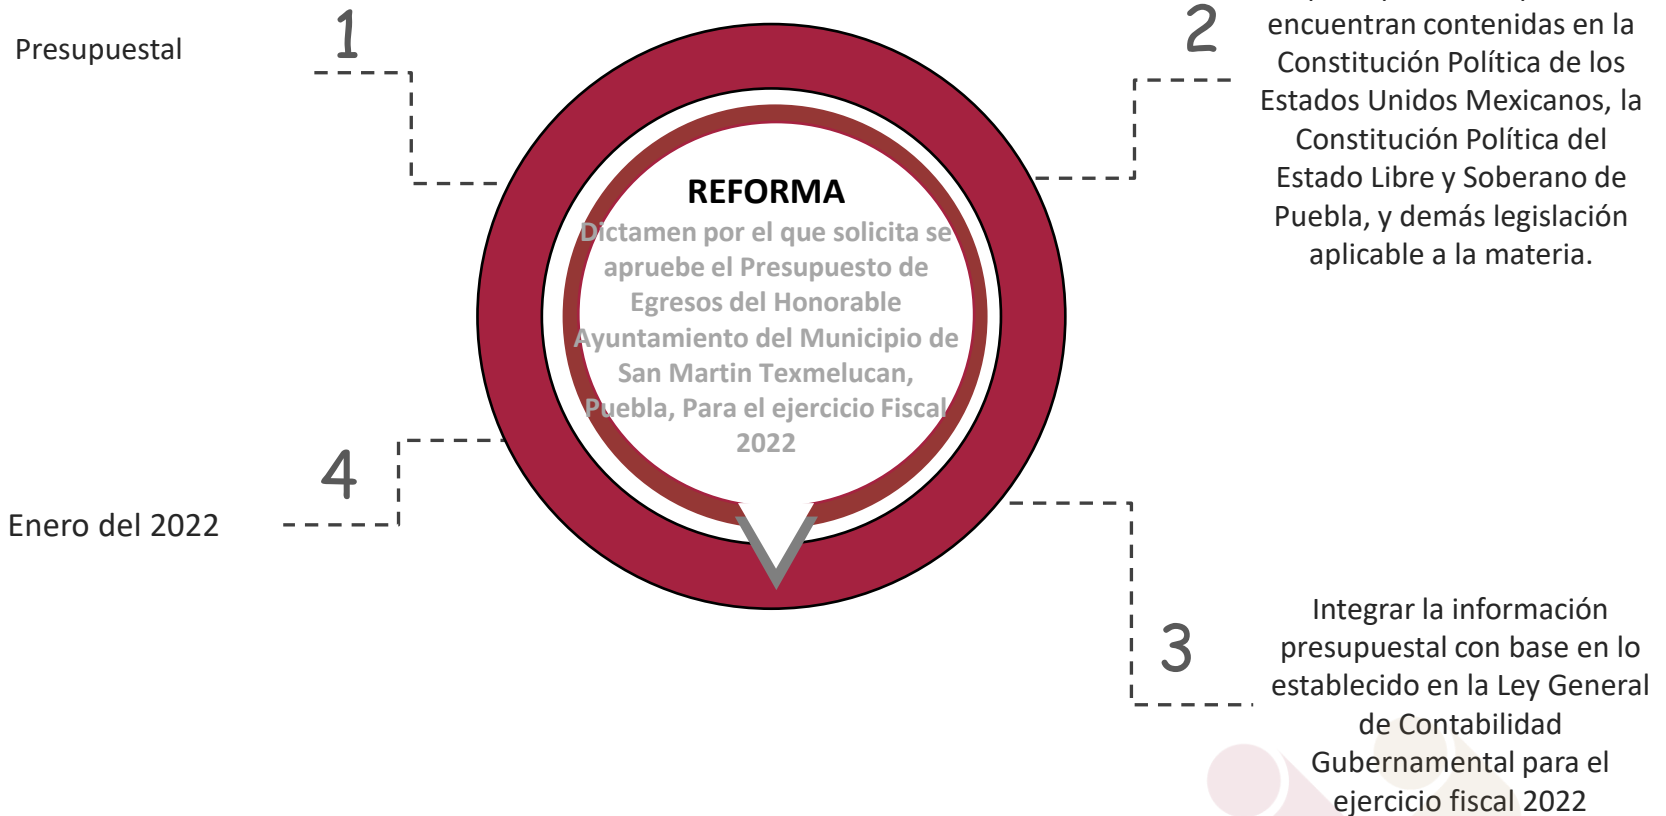 Presupuestal
1
2
encuentran contenidas en la
Constitución Política de los
Estados Unidos Mexicanos, la
Constitución Política del
Estado Libre y Soberano de
Puebla, y demás legislación
aplicable a la materia.
REFORMA
Dictamen por el que solicita se
apruebe el Presupuesto de
Egresos del Honorable
Ayuntamiento del Municipio de
San Martin Texmelucan,
Puebla, Para el ejercicio Fiscal
2022
4
Enero del 2022
3
Integrar la información
presupuestal con base en lo
establecido en la Ley General
de Contabilidad
Gubernamental para el
ejercicio fiscal 2022